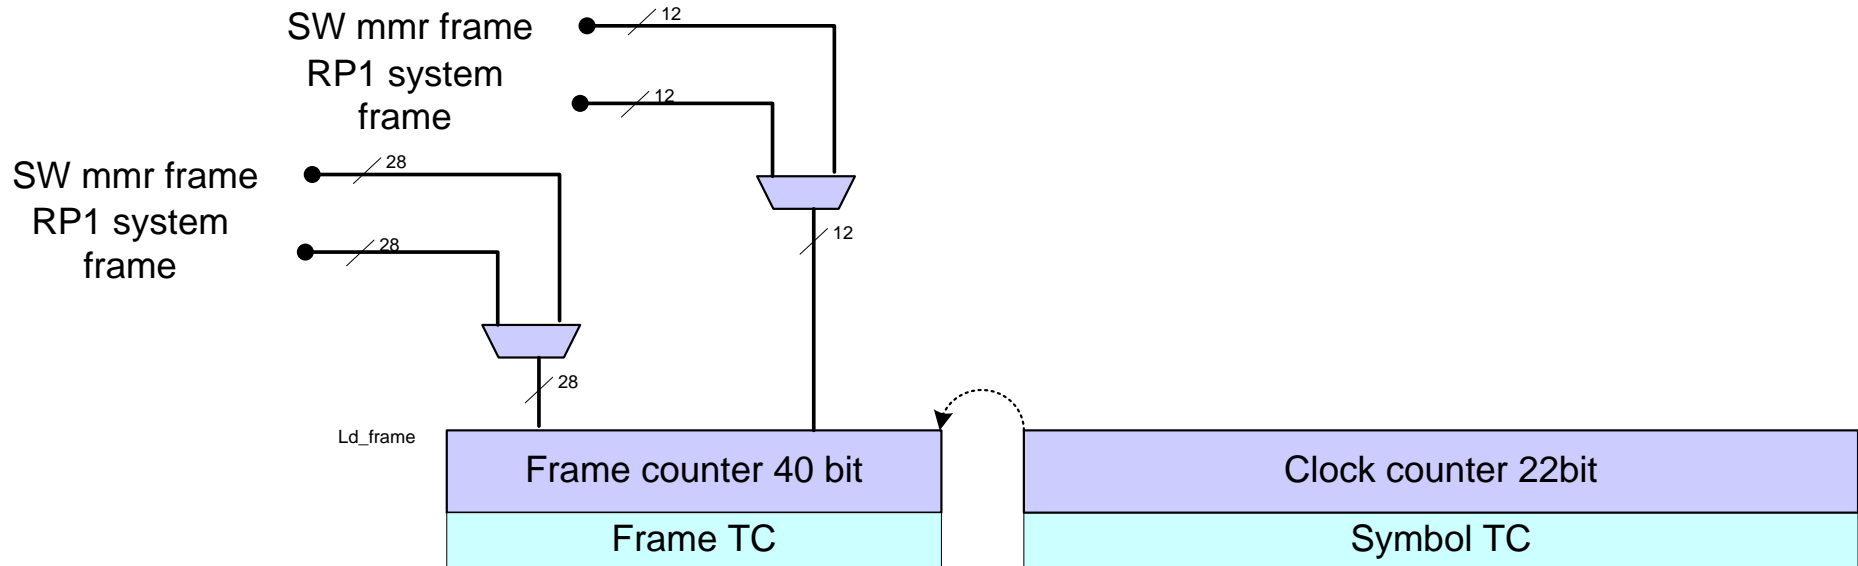 SW mmr frame
12
RP1 system
frame
12
SW mmr frame
28
RP1 system
frame
28
12
28
Ld_frame
Frame counter 40 bit
Clock counter 22bit
Frame TC
Symbol TC